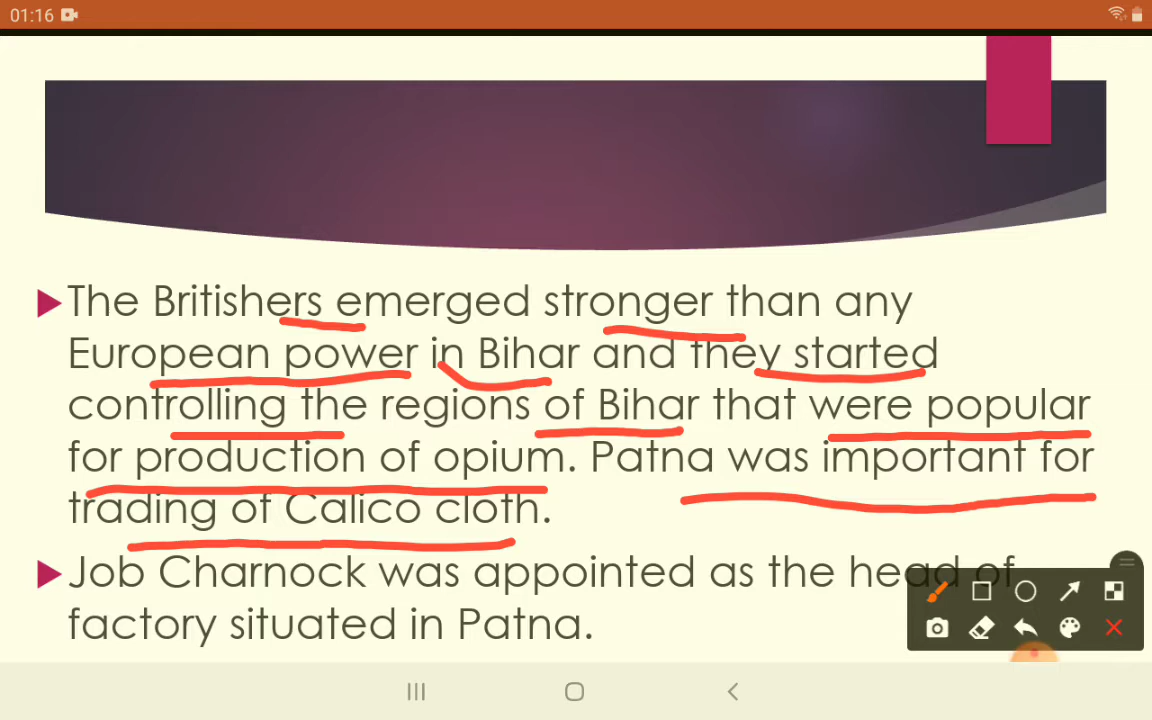 01:16
The Britishers emerged stronger than any
European power in Bihar and they started
controlling the regions of Bihar that were popular
for production of opium. Patna was important for
trading of Calico cloth.
Job Charnock was appointed as the head of
factory situated in Patna.